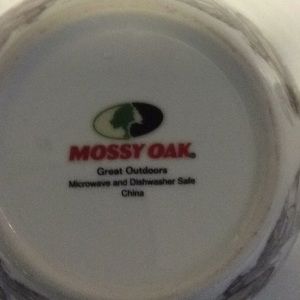 MOSSY OAK®
Great Outdoors
Microwave and Dishwasher Safe
China